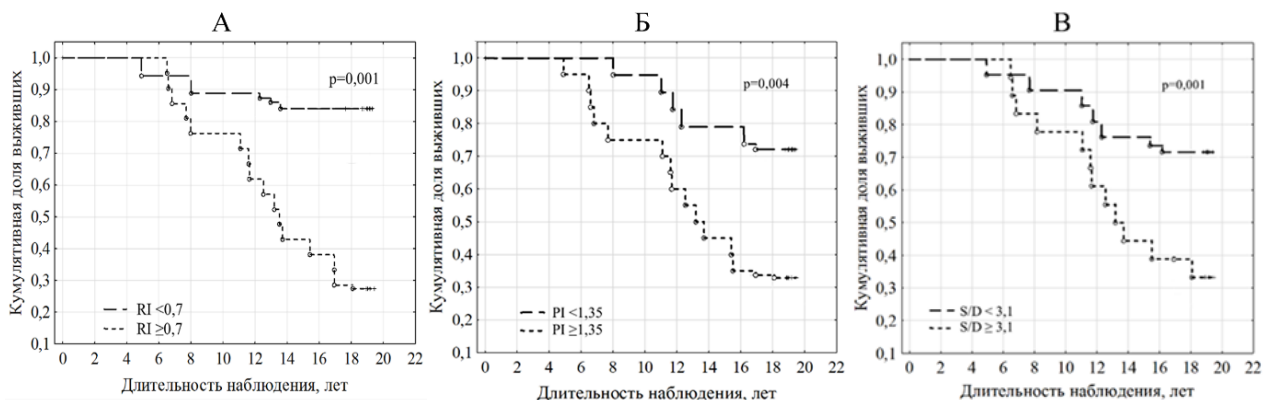 А
Кумулятивная доля выживших
1,0
0,9
0,8
0,7
0,6
0,5
0,4
0,3
0,2
0,1
p=0,001
RI <0,7
RI ≥0,7
0 2 4 6 8 10 12 14 16 18 20 22
Длительность наблюдения, лет
Б
Кумулятивная доля выживших
1,0
0,9
0,8
0,7
0,6
0,5
0,4
0,3
0,2
0,1
p=0,004
PI <1,35
PI ≥1,35
0 2 4 6 8 10 12 14 16 18 20 22
Длительность наблюдения, лет
В
Кумулятивная доля выживших
1,0
0,9
0,8
0,7
0,6
0,5
0,4
0,3
0,2
0,1
p=0,001
S/D < 3,1
S/D ≥ 3,1
0 2 4 6 8 10 12 14 16 18 20 22
Длительность наблюдения, лет